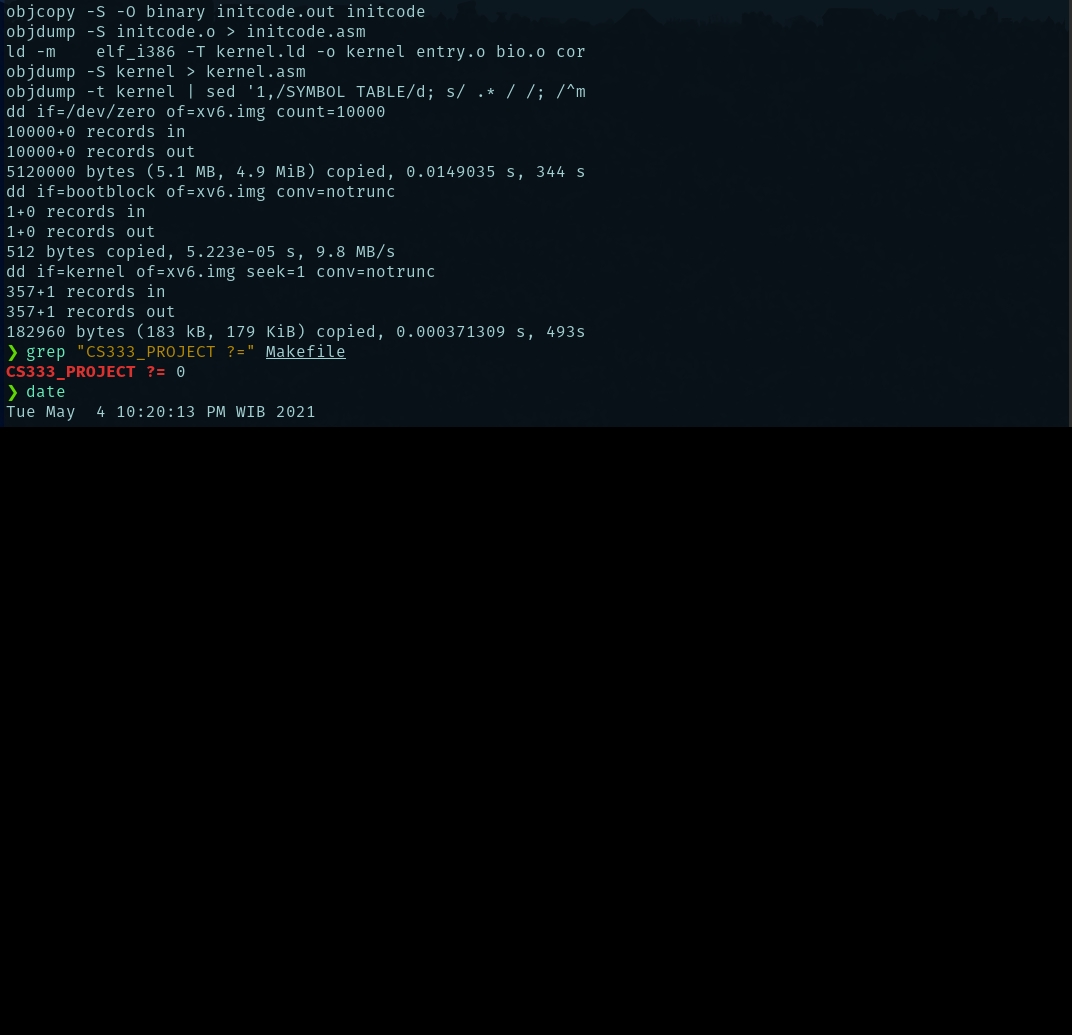 objcopy -S -O binary initcode.out initcode
objdump -S initcode.o > initcode.asm
ld -m    elf_i386 -T kernel.ld -o kernel entry.o bio.o cor
objdump -S kernel > kernel.asm
objdump -t kernel | sed '1,/SYMBOL TABLE/d; s/ .* / /; /^m
dd if=/dev/zero of=xv6.img count=10000
10000+0 records in
10000+0 records out
5120000 bytes (5.1 MB, 4.9 MiB) copied, 0.0149035 s, 344 s
dd if=bootblock of=xv6.img conv=notrunc
1+0 records in
1+0 records out
512 bytes copied, 5.223e-05 s, 9.8 MB/s
dd if=kernel of=xv6.img seek=1 conv=notrunc
357+1 records in
357+1 records out
182960 bytes (183 kB, 179 KiB) copied, 0.000371309 s, 493s
❯ grep "CS333_PROJECT ?=" Makefile
CS333_PROJECT ?= 0
❯ date
Tue May  4 10:20:13 PM WIB 2021